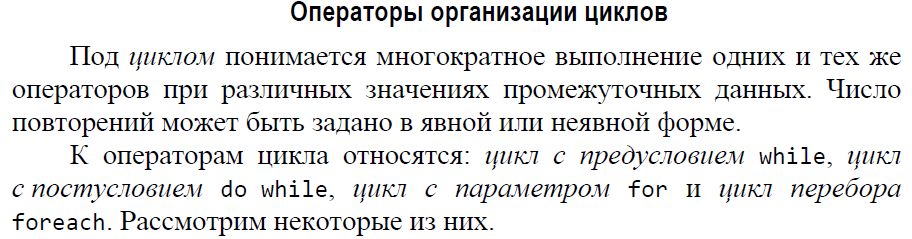 Операторы организации циклов
Под циклом понимается многократное выполнение одних и тех же
операторов при различных значениях промежуточных данных. Число
повторений может быть задано в явной или неявной форме.
К операторам цикла относятся: цикл с предусловием while, цикл
с постусловием do while, цикл с параметром for и цикл перебора
foreach. Рассмотрим некоторые из них.